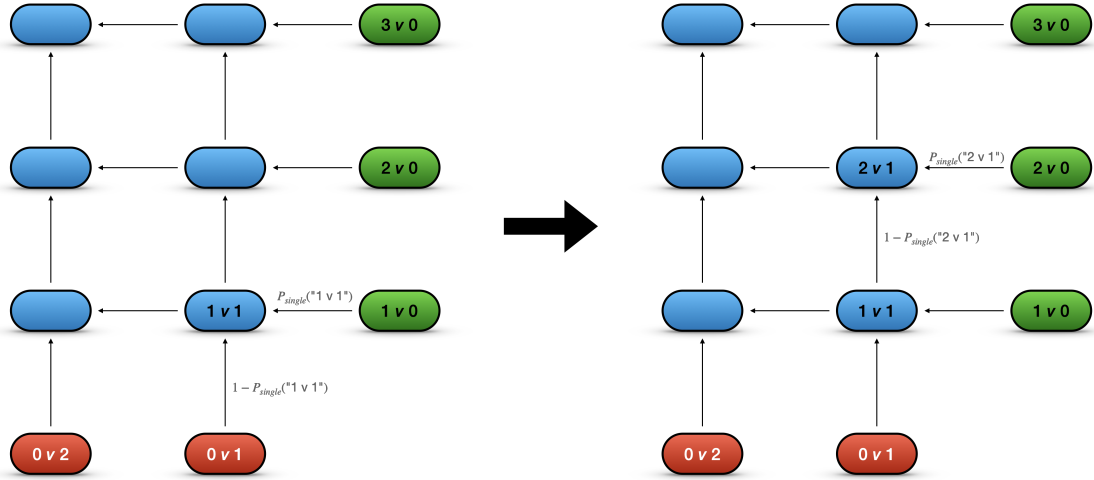 3 v 0
3 v 0
2 v 0
P_single("2 v 1")
2 v 1
2 v 0
1 − P_single("2 v 1")
P_single("1 v 1")
1 v 1
1 v 0
1 v 1
1 v 0
1 − P_single("1 v 1")
0 v 2
0 v 1
0 v 2
0 v 1